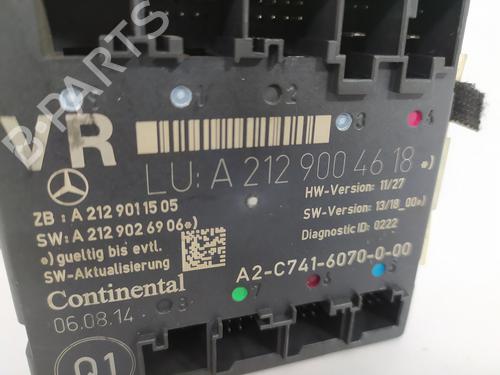 B-PARTS
VR
1 2 3 4
LU: A 212 900 46 18 •)
ZB : A 212 901 15 05
SW: A 212 902 69 06•)
•) gueltig bis evtl.
SW-Aktualisierung
HW-Version: 11/27
SW-Version: 13/18_00•)
Diagnostic ID: 0222
A2-C741-6070-0-00
Continental
8 7 6 5
06.08.14
Q1